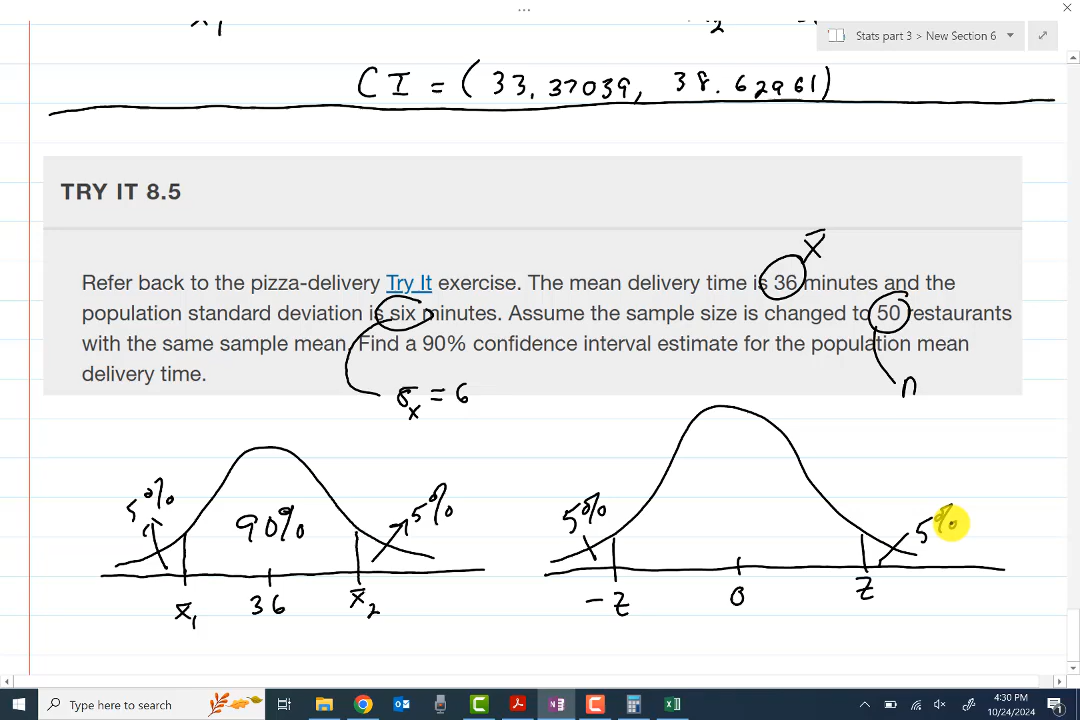 x̄₁
Stats part 3 > New Section 6
CI = (33.37039, 38.62961)
TRY IT 8.5
x̄
Refer back to the pizza-delivery Try It exercise. The mean delivery time is 36 minutes and the
population standard deviation is six minutes. Assume the sample size is changed to 50 restaurants
with the same sample mean. Find a 90% confidence interval estimate for the population mean
delivery time.
σₓ = 6
n
5% 90% 5%
x̄₁ 36 x̄₂
5% 5%
-Z 0 Z
Type here to search
4:30 PM
10/24/2024